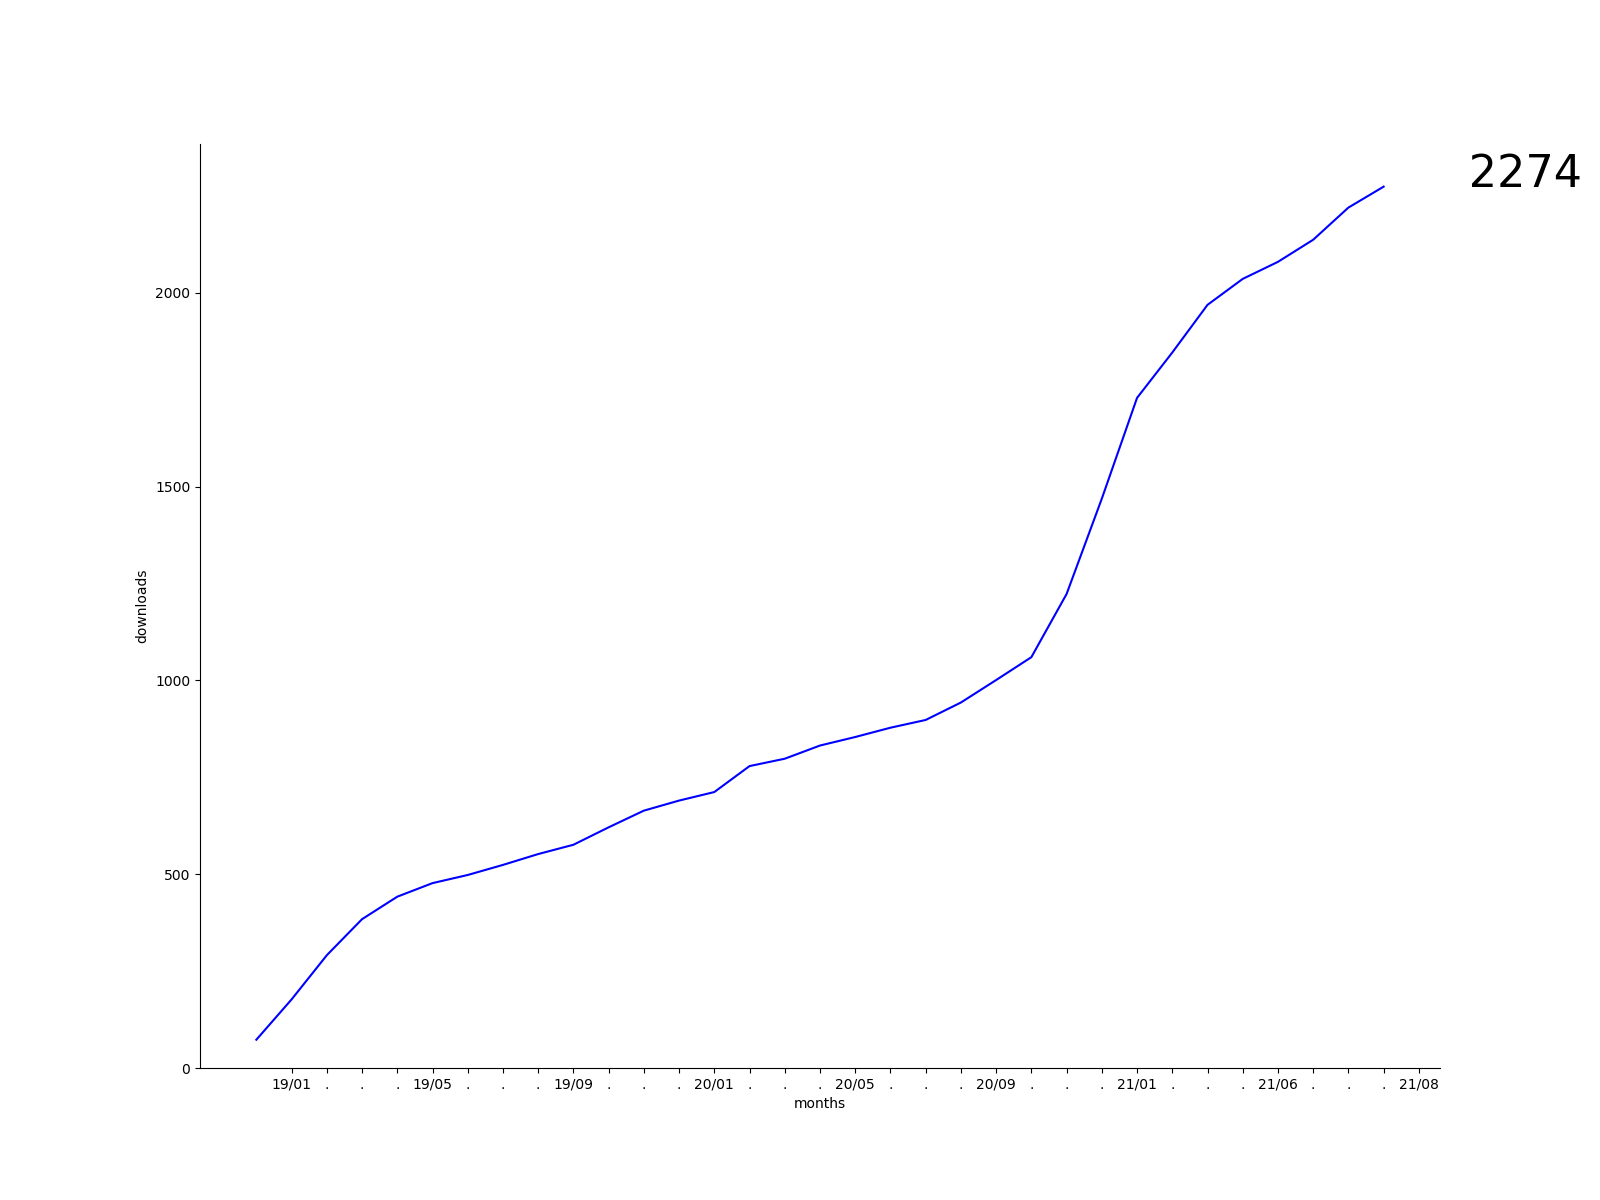 2274
2000
1500
1000
500
0
downloads
19/01 . . . 19/05 . . . 19/09 . . . 20/01 . . . 20/05 . . . 20/09 . . . 21/01 . . . 21/06 . . . 21/08
months